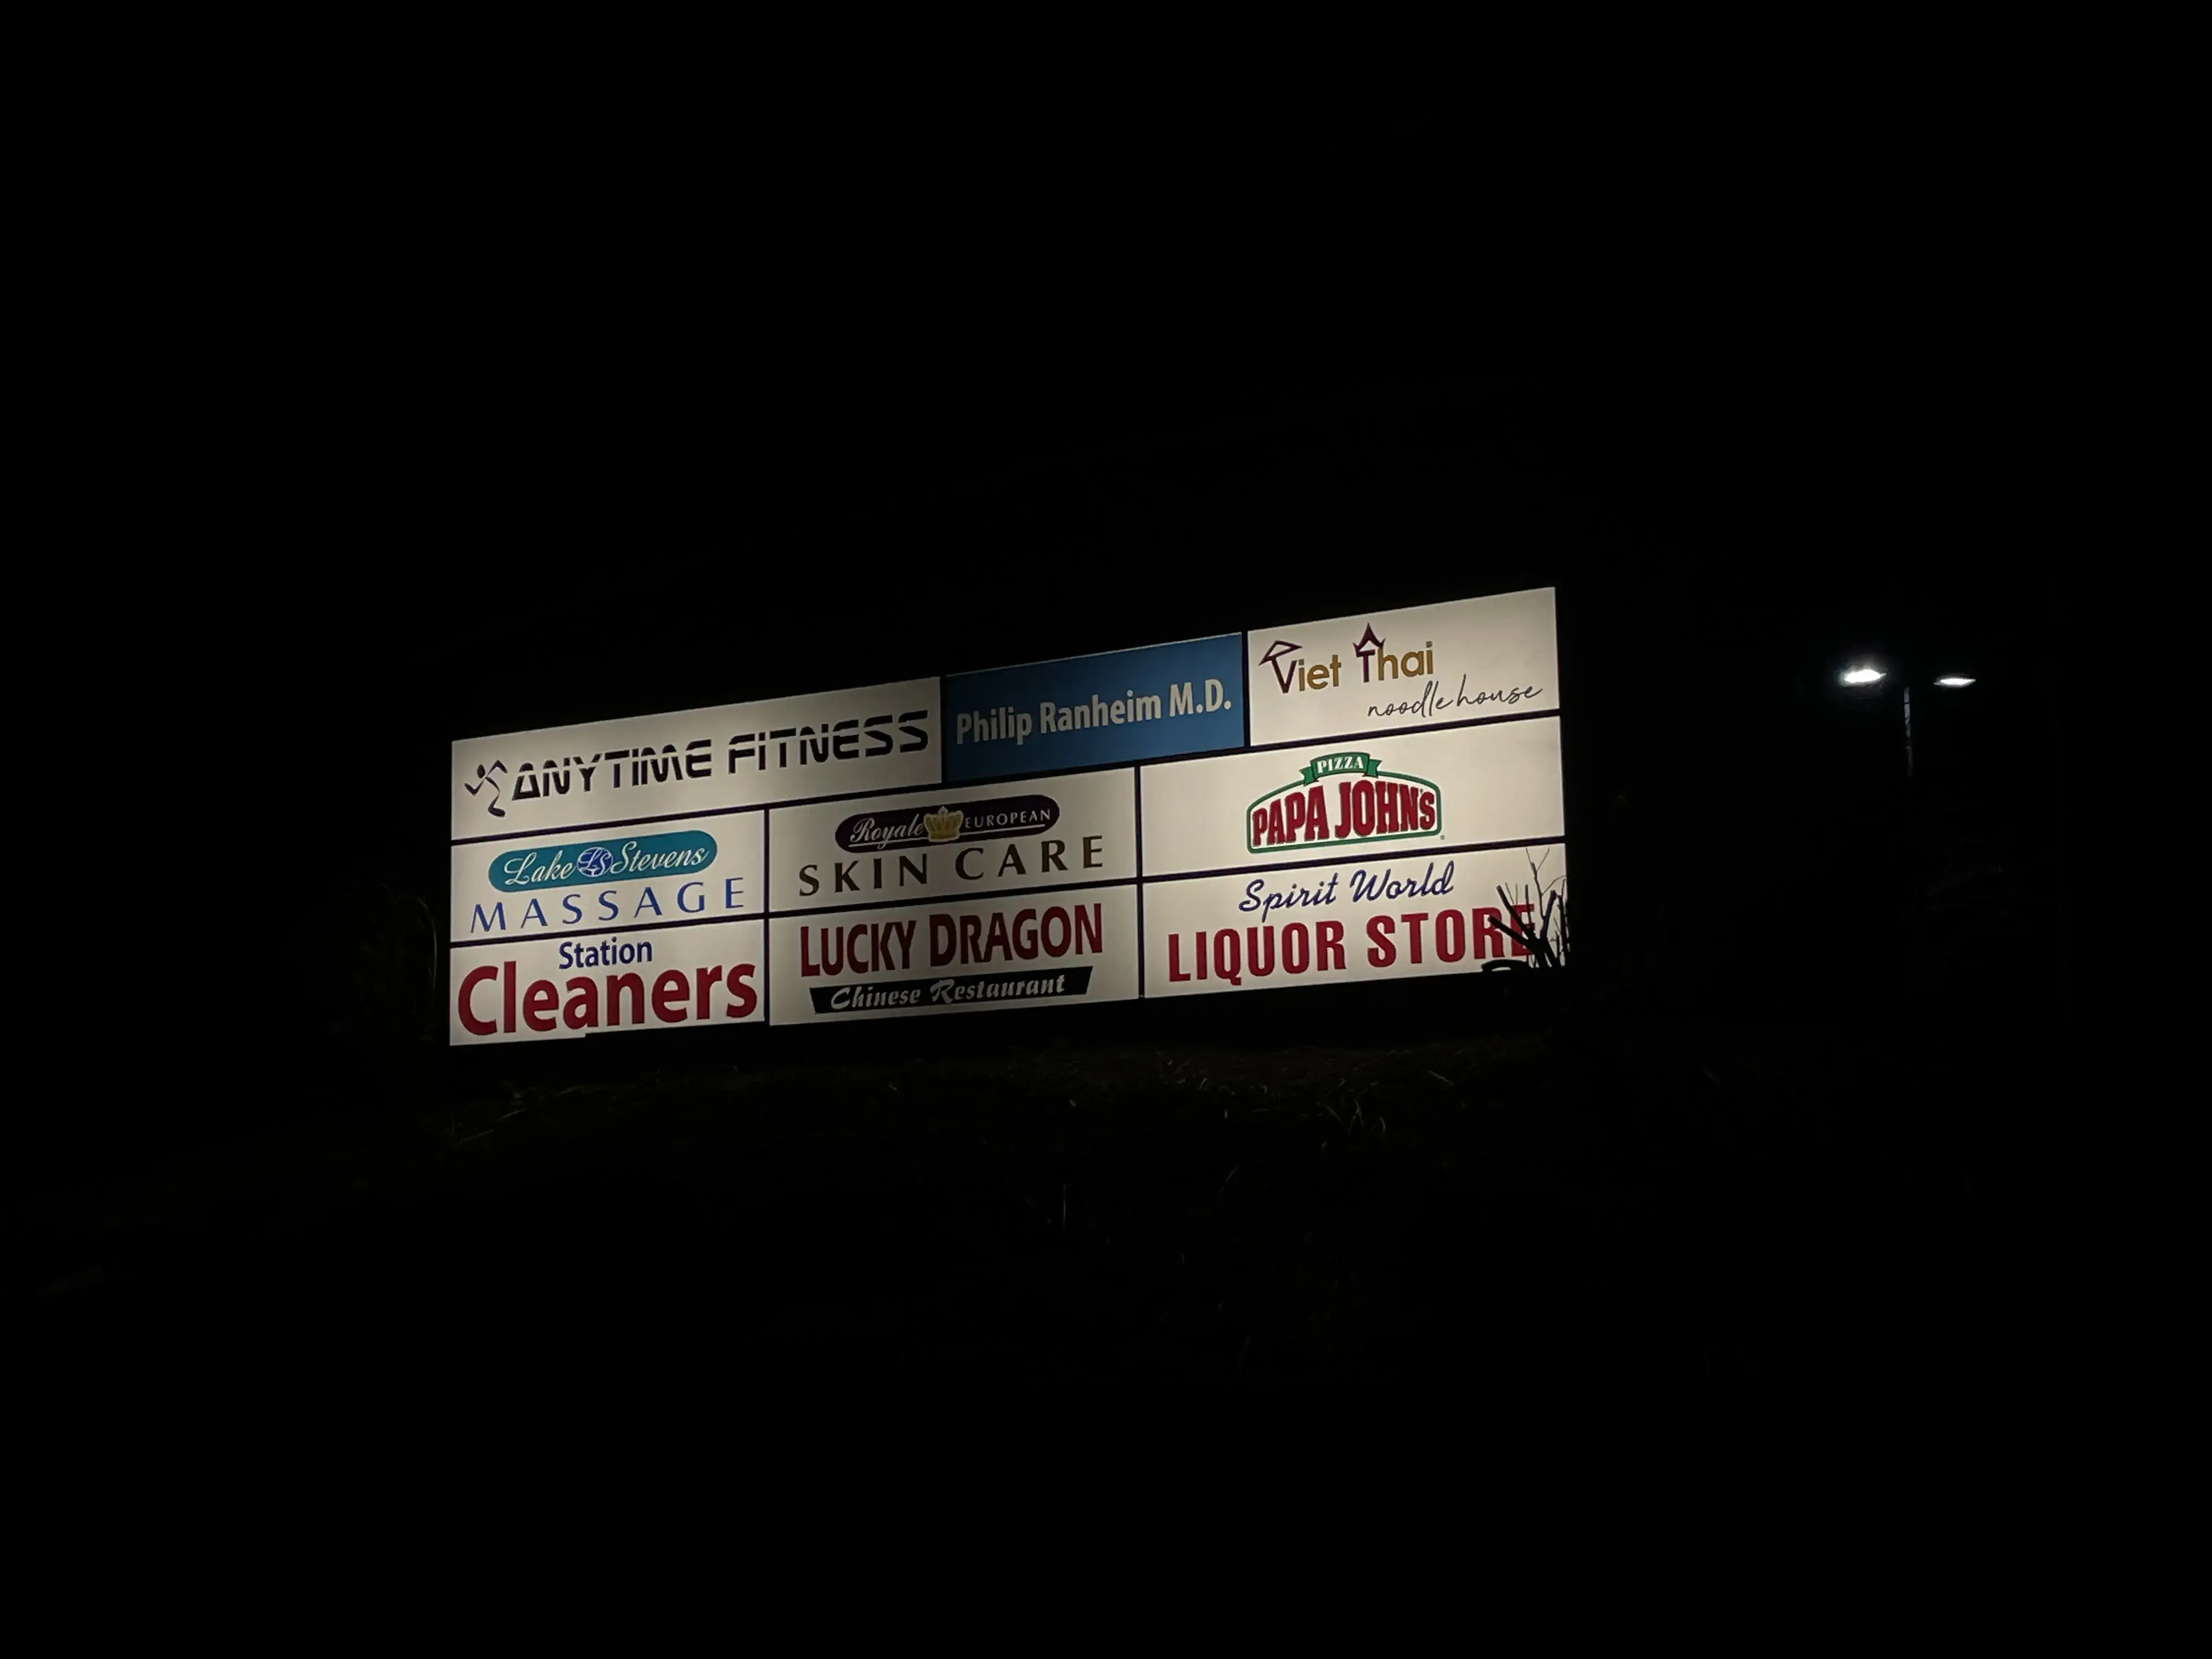 ANYTIME FITNESS
Philip Ranheim M.D.
Viet Thai
noodle house
Lake LS Stevens
MASSAGE
Royale EUROPEAN
SKIN CARE
PIZZA
PAPA JOHN'S
Station
Cleaners
LUCKY DRAGON
Chinese Restaurant
Spirit World
LIQUOR STORE